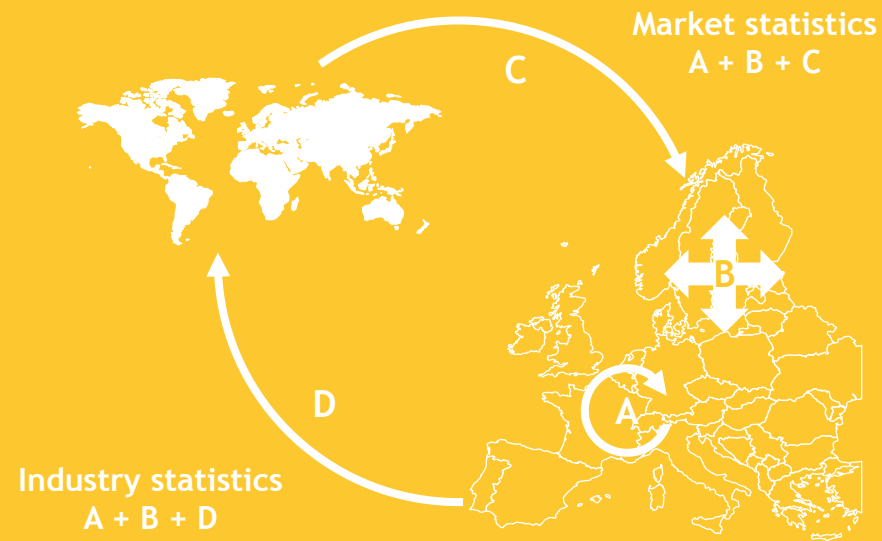 Market statistics
A + B + C
C
B
A
D
Industry statistics
A + B + D